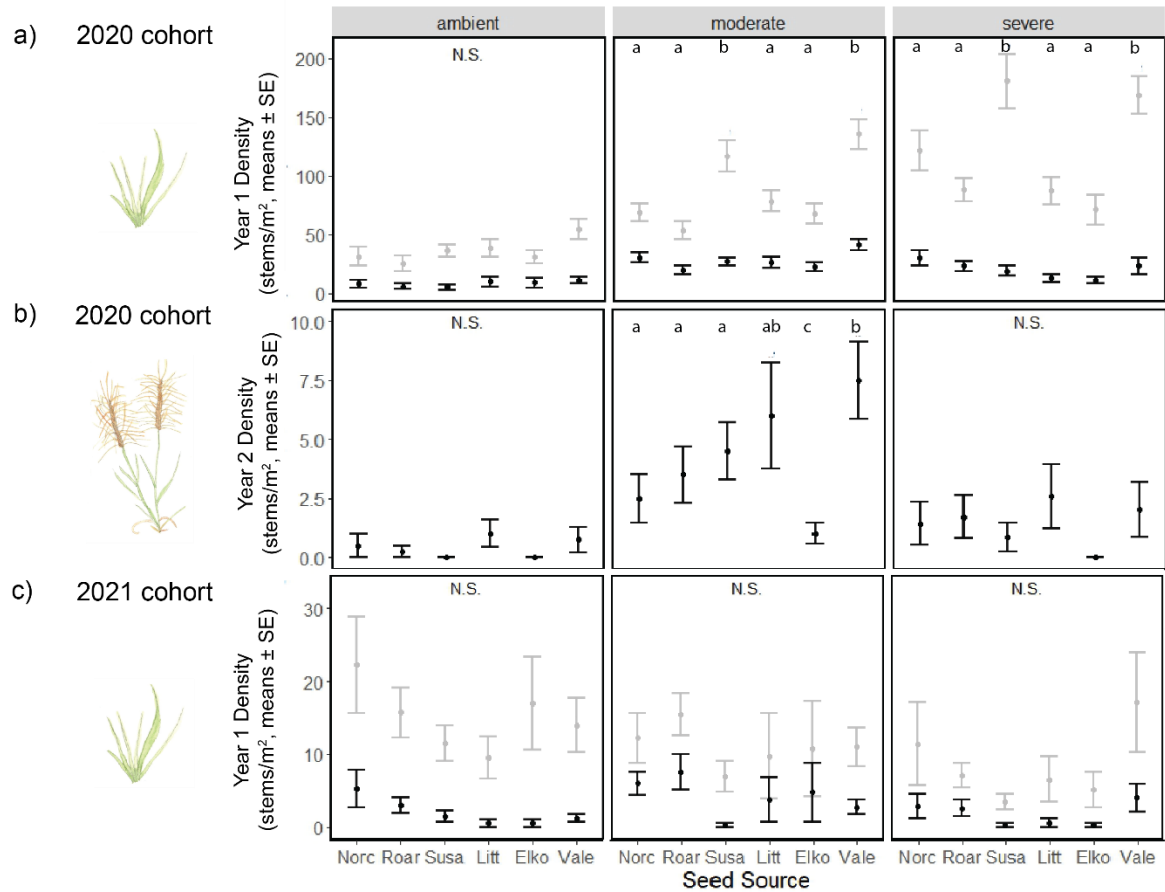 ambient moderate severe
a) 2020 cohort
N.S. a a b a a b a a b a a b
Year 1 Density
(stems/m², means ± SE)
200
150
100
50
0
b) 2020 cohort
N.S. a a a ab c b N.S.
Year 2 Density
(stems/m², means ± SE)
10.0
7.5
5.0
2.5
0.0
c) 2021 cohort
N.S. N.S. N.S.
Year 1 Density
(stems/m², means ± SE)
30
20
10
0
Norc Roar Susa Litt Elko Vale Norc Roar Susa Litt Elko Vale Norc Roar Susa Litt Elko Vale
Seed Source